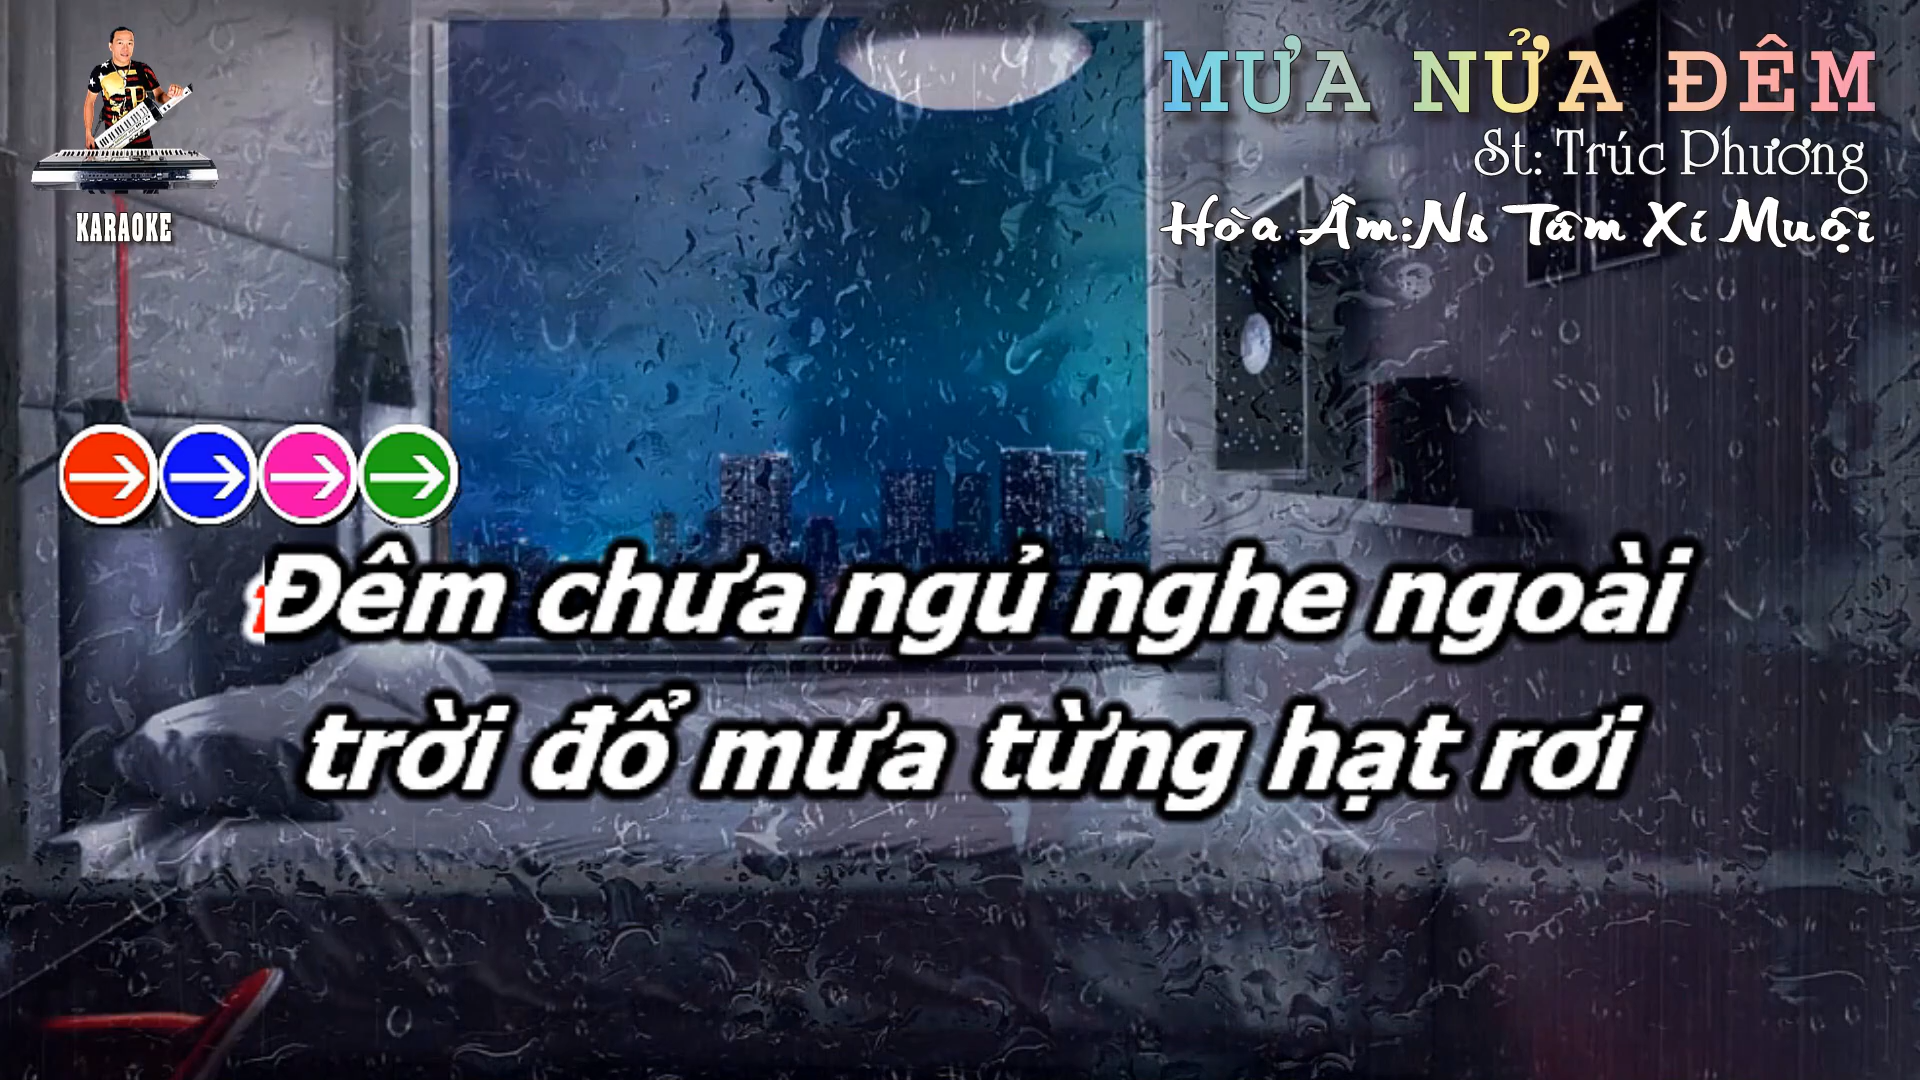 MƯA NỬA ĐÊM
St: Trúc Phương
Hòa Âm:Ns Tâm Xí Muội
KARAOKE
Đêm chưa ngủ nghe ngoài
trời đổ mưa từng hạt rơi